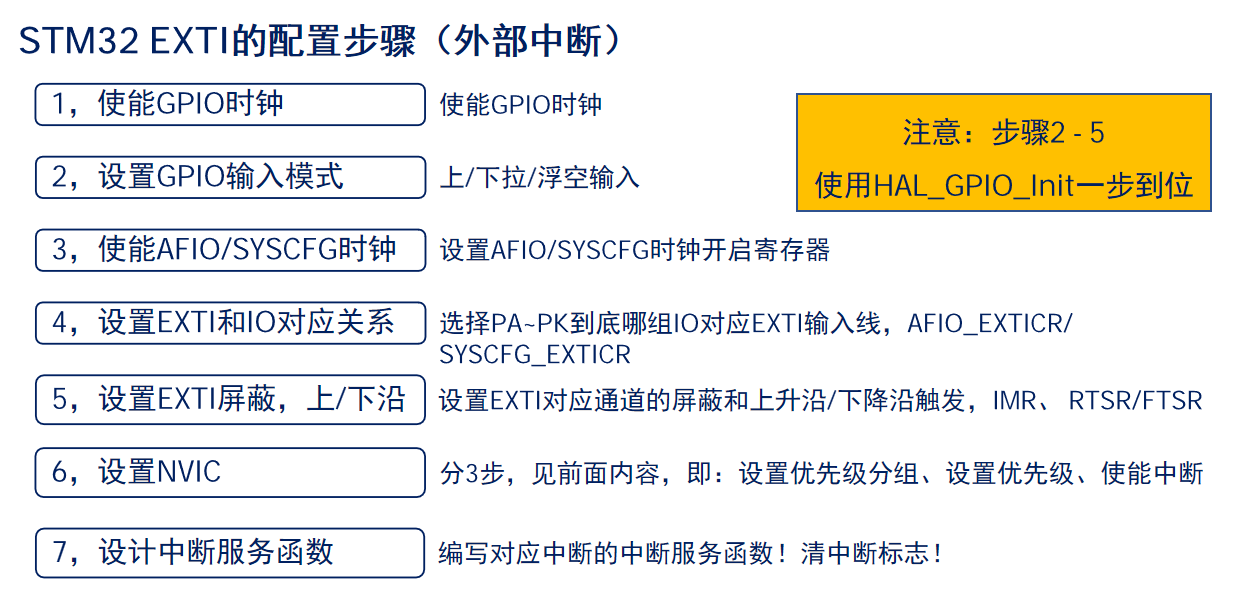 STM32 EXTI的配置步骤（外部中断）
1，使能GPIO时钟
使能GPIO时钟
注意：步骤2 - 5
使用HAL_GPIO_Init一步到位
2，设置GPIO输入模式
上/下拉/浮空输入
3，使能AFIO/SYSCFG时钟
设置AFIO/SYSCFG时钟开启寄存器
4，设置EXTI和IO对应关系
选择PA~PK到底哪组IO对应EXTI输入线，AFIO_EXTICR/
SYSCFG_EXTICR
5，设置EXTI屏蔽，上/下沿
设置EXTI对应通道的屏蔽和上升沿/下降沿触发，IMR、 RTSR/FTSR
6，设置NVIC
分3步，见前面内容，即：设置优先级分组、设置优先级、使能中断
7，设计中断服务函数
编写对应中断的中断服务函数！清中断标志！